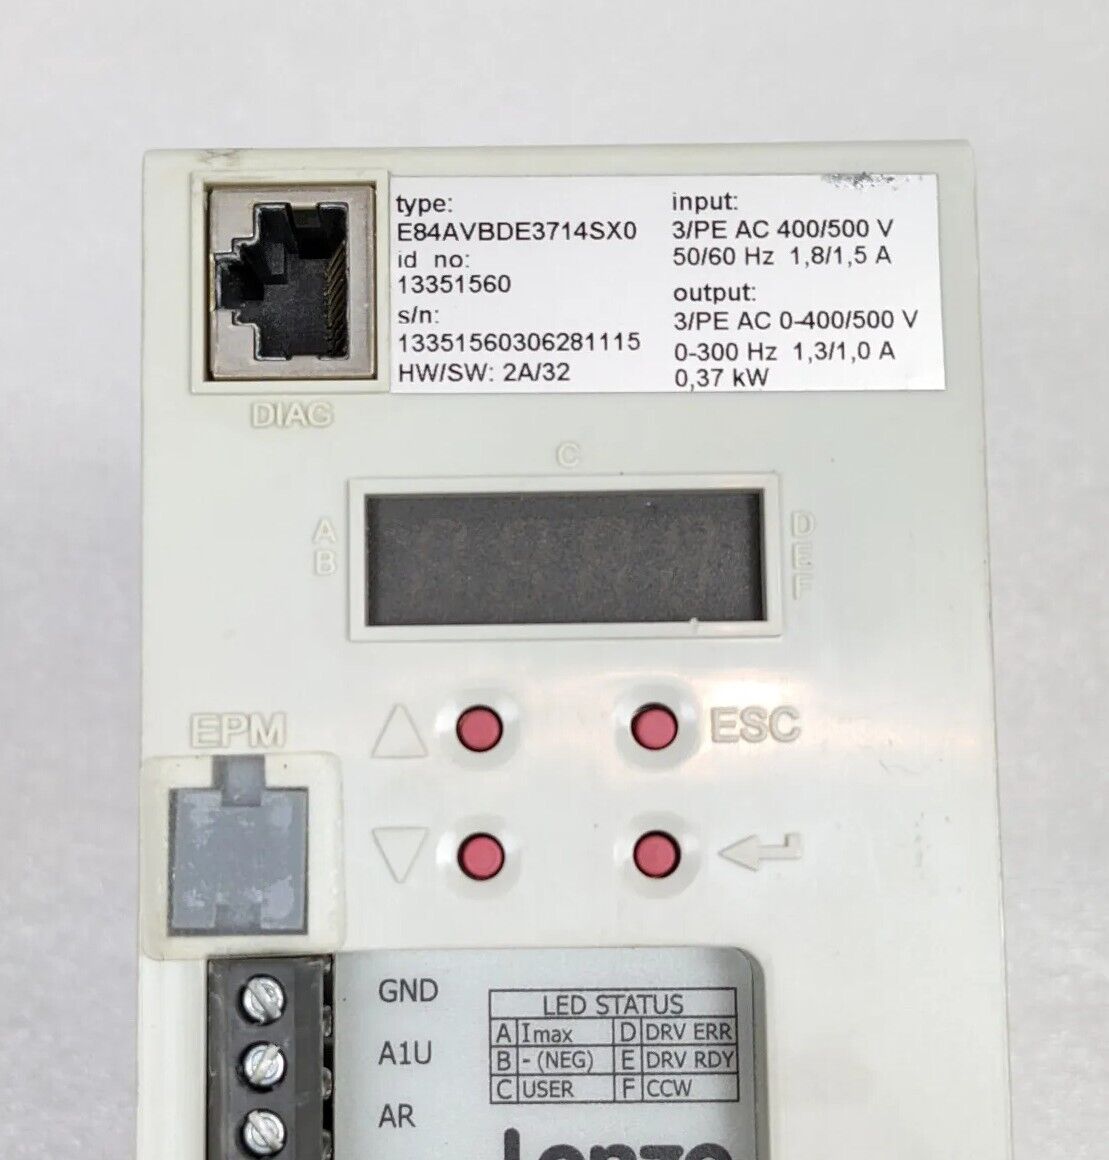 type:
E84AVBDE3714SX0
id no:
13351560
s/n:
13351560306281115
HW/SW: 2A/32
input:
3/PE AC 400/500 V
50/60 Hz 1,8/1,5 A
output:
3/PE AC 0-400/500 V
0-300 Hz 1,3/1,0 A
0,37 kW
DIAG
C
A
B
D
E
F
EPM
ESC
GND
A1U
AR
LED STATUS
A Imax D DRV ERR
B - (NEG) E DRV RDY
C USER F CCW
Lenze